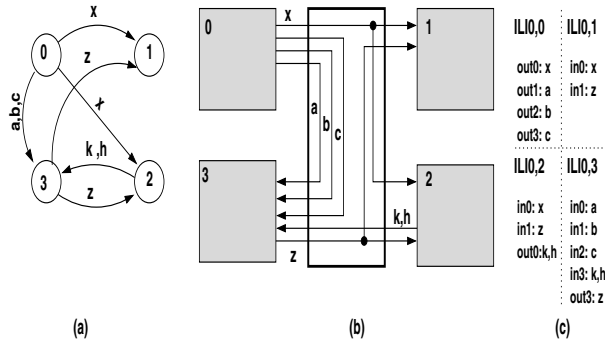 0
x
1
z
x
a,b,c
k ,h
3
z
2
(a)
0
x
1
a
b
c
3
2
k,h
z
(b)
ILI0,0
out0: x
out1: a
out2: b
out3: c
ILI0,1
in0: x
in1: z
ILI0,2
in0: x
in1: z
out0:k,h
ILI0,3
in0: a
in1: b
in2: c
in3: k,h
out3: z
(c)